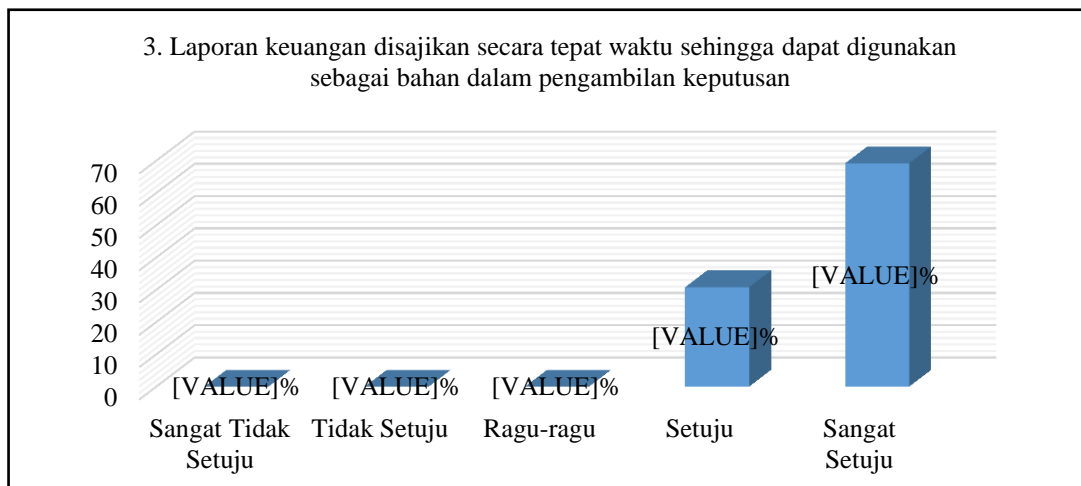 3. Laporan keuangan disajikan secara tepat waktu sehingga dapat digunakan
sebagai bahan dalam pengambilan keputusan
70
60
50
40
30
20
10
0
[VALUE]%
[VALUE]%
[VALUE]%
[VALUE]%
[VALUE]%
Sangat Tidak
Setuju
Tidak Setuju
Ragu-ragu
Setuju
Sangat
Setuju